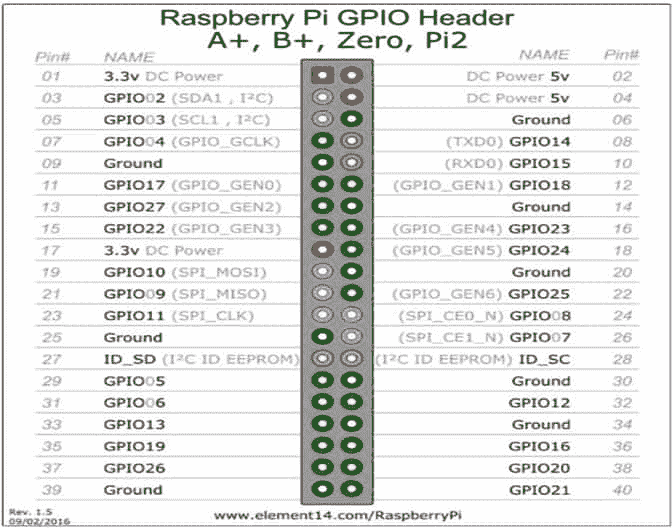 Raspberry Pi GPIO Header
A+, B+, Zero, Pi2
Pin# NAME NAME Pin#
01 3.3v DC Power DC Power 5v 02
03 GPIO02 (SDA1 , I²C) DC Power 5v 04
05 GPIO03 (SCL1 , I²C) Ground 06
07 GPIO04 (GPIO_GCLK) (TXD0) GPIO14 08
09 Ground (RXD0) GPIO15 10
11 GPIO17 (GPIO_GEN0) (GPIO_GEN1) GPIO18 12
13 GPIO27 (GPIO_GEN2) Ground 14
15 GPIO22 (GPIO_GEN3) (GPIO_GEN4) GPIO23 16
17 3.3v DC Power (GPIO_GEN5) GPIO24 18
19 GPIO10 (SPI_MOSI) Ground 20
21 GPIO09 (SPI_MISO) (GPIO_GEN6) GPIO25 22
23 GPIO11 (SPI_CLK) (SPI_CE0_N) GPIO08 24
25 Ground (SPI_CE1_N) GPIO07 26
27 ID_SD (I²C ID EEPROM) (I²C ID EEPROM) ID_SC 28
29 GPIO05 Ground 30
31 GPIO06 GPIO12 32
33 GPIO13 Ground 34
35 GPIO19 GPIO16 36
37 GPIO26 GPIO20 38
39 Ground GPIO21 40
Rev. 1.5
09/02/2016 www.element14.com/RaspberryPi